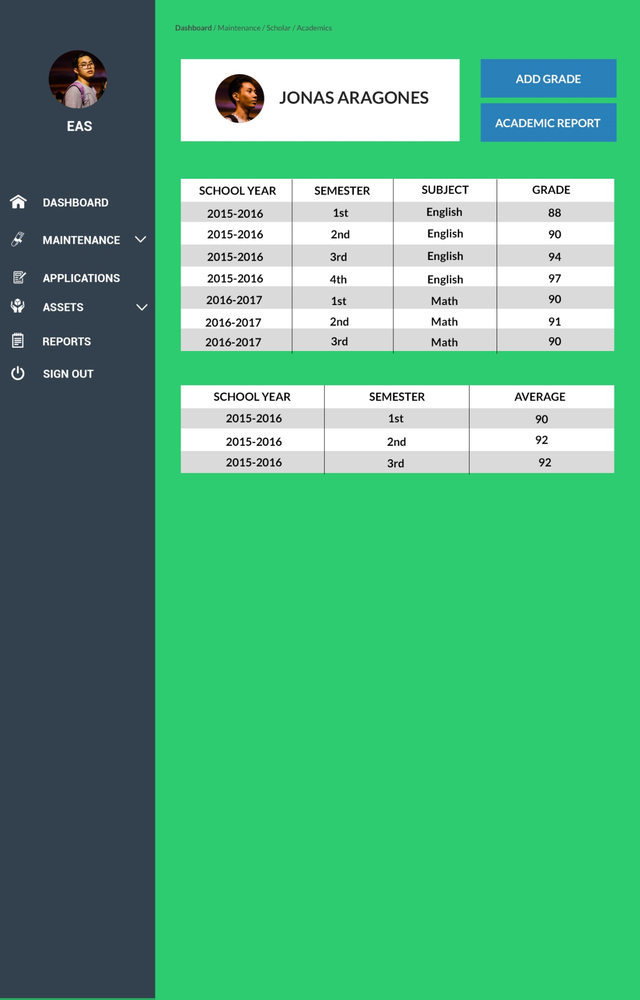 Dashboard / Maintenance / Scholar / Academics
EAS
DASHBOARD
MAINTENANCE
APPLICATIONS
ASSETS
REPORTS
SIGN OUT
JONAS ARAGONES
ADD GRADE
ACADEMIC REPORT
SCHOOL YEAR SEMESTER SUBJECT GRADE
2015-2016 1st English 88
2015-2016 2nd English 90
2015-2016 3rd English 94
2015-2016 4th English 97
2016-2017 1st Math 90
2016-2017 2nd Math 91
2016-2017 3rd Math 90
SCHOOL YEAR SEMESTER AVERAGE
2015-2016 1st 90
2015-2016 2nd 92
2015-2016 3rd 92